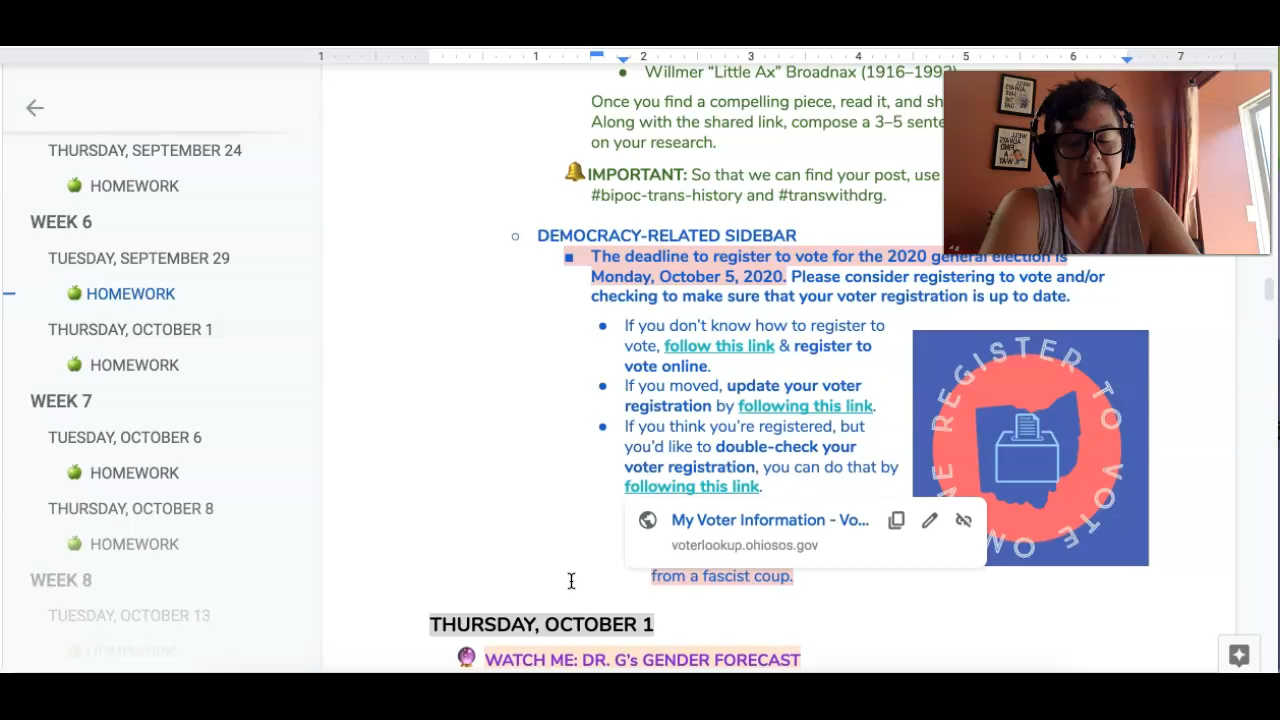 1 1 2 3 4 5 6 7
THURSDAY, SEPTEMBER 24
HOMEWORK
WEEK 6
TUESDAY, SEPTEMBER 29
HOMEWORK
THURSDAY, OCTOBER 1
HOMEWORK
WEEK 7
TUESDAY, OCTOBER 6
HOMEWORK
THURSDAY, OCTOBER 8
HOMEWORK
WEEK 8
TUESDAY, OCTOBER 13
HOMEWORK
Willmer “Little Ax” Broadnax (1916–1992)
Once you find a compelling piece, read it, and sh
Along with the shared link, compose a 3–5 sente
on your research.
IMPORTANT: So that we can find your post, use
#bipoc-trans-history and #transwithdrg.
DEMOCRACY-RELATED SIDEBAR
The deadline to register to vote for the 2020 general election is
Monday, October 5, 2020. Please consider registering to vote and/or
checking to make sure that your voter registration is up to date.
If you don’t know how to register to
vote, follow this link & register to
vote online.
If you moved, update your voter
registration by following this link.
If you think you’re registered, but
you’d like to double-check your
voter registration, you can do that by
following this link.
My Voter Information - Vo...
voterlookup.ohiosos.gov
from a fascist coup.
REGISTER TO VOTE ON NE
THURSDAY, OCTOBER 1
WATCH ME: DR. G’s GENDER FORECAST